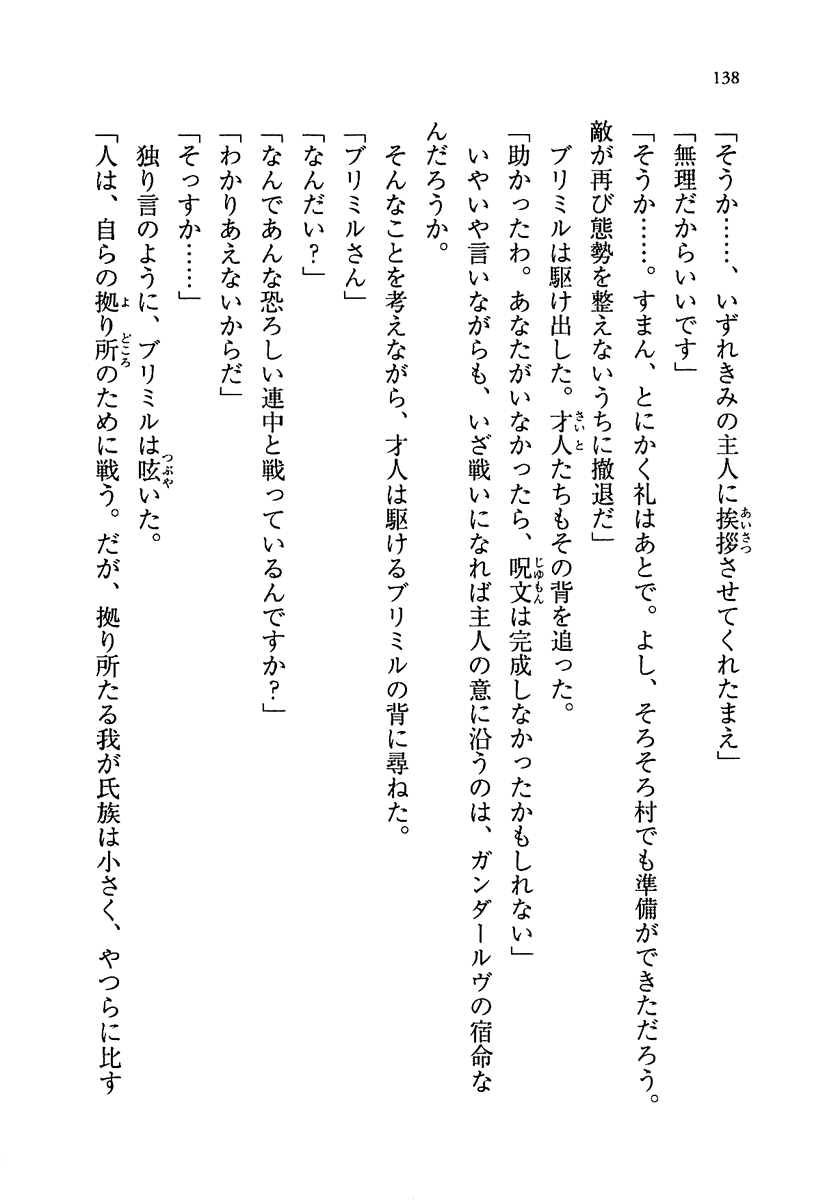 138
「そうか……、いずれきみの主人に挨拶させてくれたまえ」
「無理だからいいです」
「そうか……。すまん、とにかく礼はあとで。よし、そろそろ村でも準備ができただろう。
敵が再び態勢を整えないうちに撤退だ」
ブリミルは駆け出した。才人たちもその背を追った。
「助かったわ。あなたがいなかったら、呪文は完成しなかったかもしれない」
いやいや言いながらも、いざ戦いになれば主人の意に沿うのは、ガンダールヴの宿命な
んだろうか。
そんなことを考えながら、才人は駆けるブリミルの背に尋ねた。
「ブリミルさん」
「なんだい？」
「なんであんな恐ろしい連中と戦っているんですか？」
「わかりあえないからだ」
「そっすか……」
独り言のように、ブリミルは呟いた。
「人は、自らの拠り所のために戦う。だが、拠り所たる我が氏族は小さく、やつらに比す